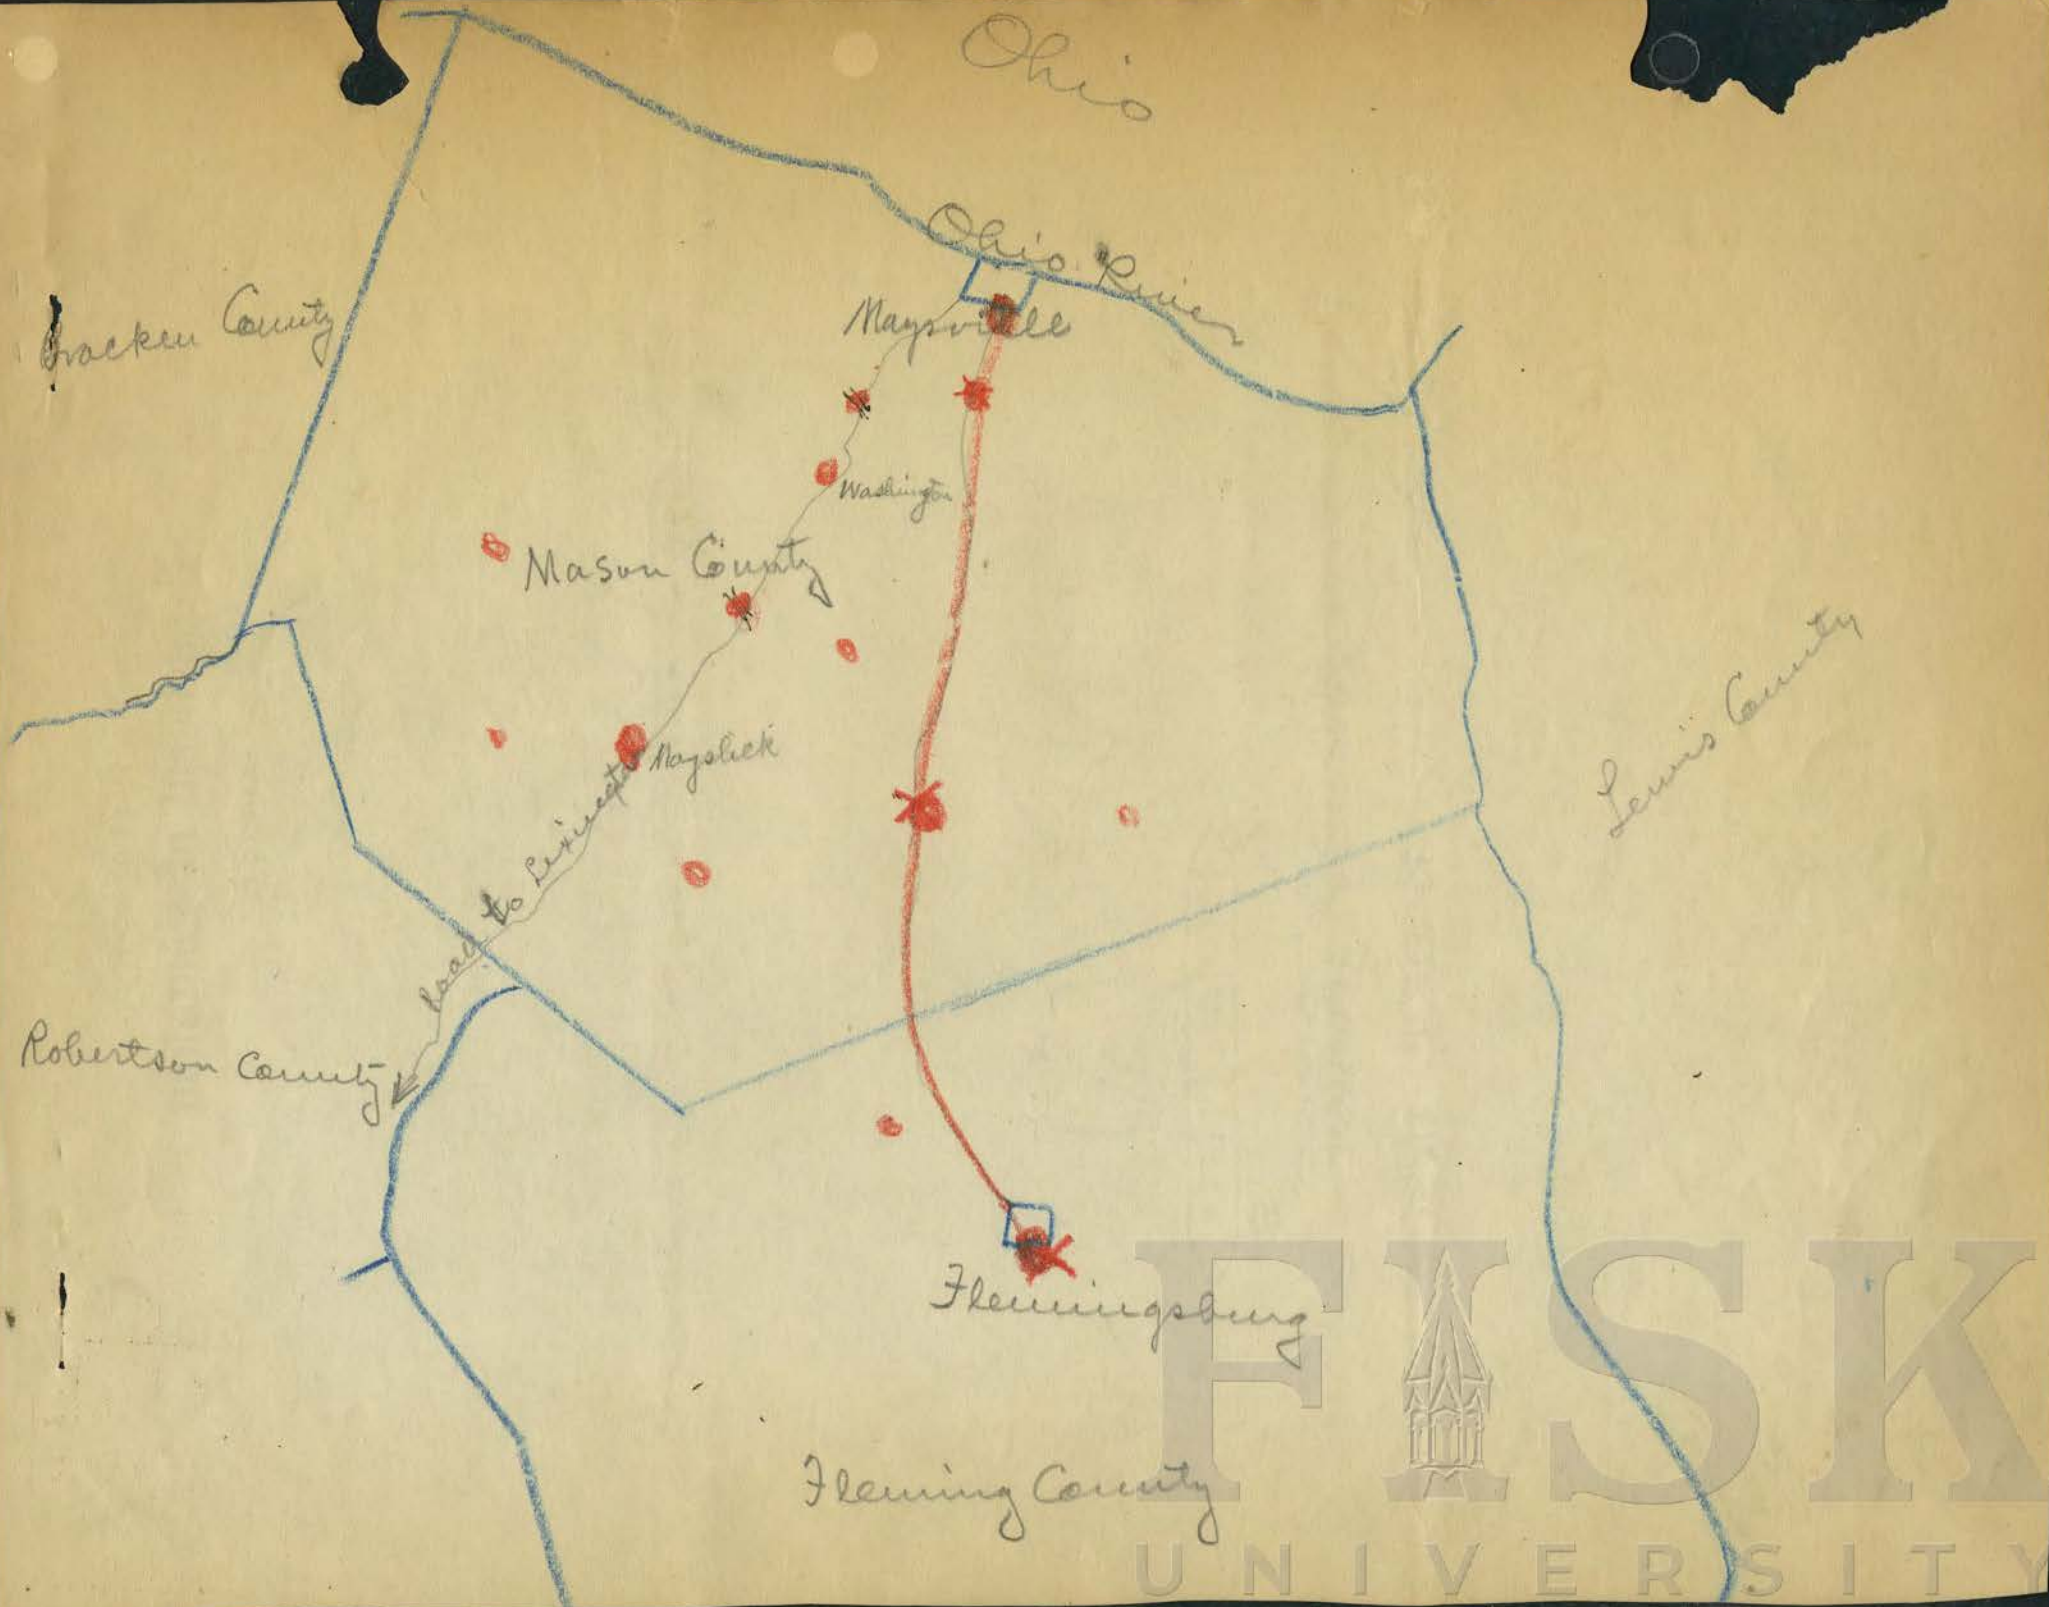 Ohio
Ohio River
Bracken County
Maysville
Washington
Mason County
Mayslick
Lewis County
Road to Lexington
Robertson County
Flemingsburg
Fleming County
FISK
UNIVERSITY